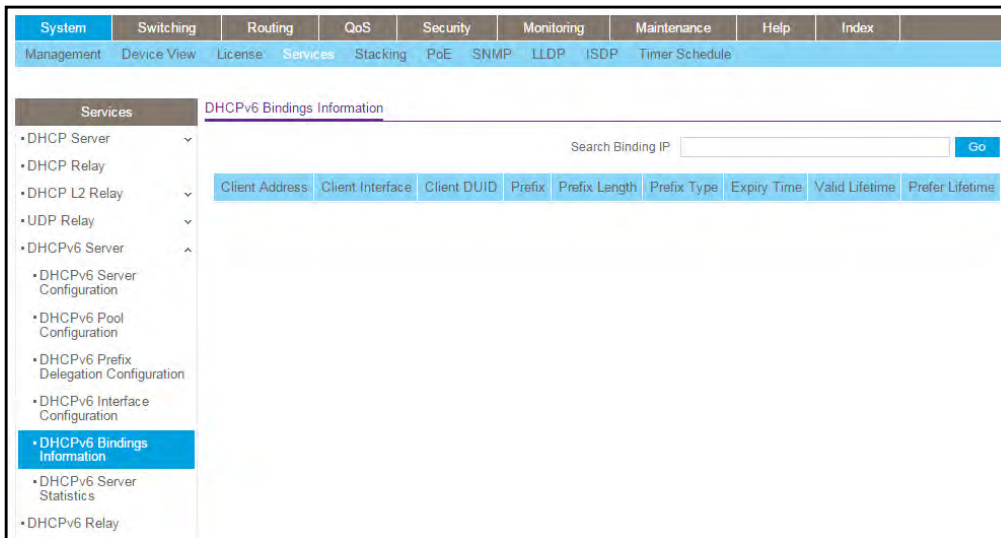 System Switching Routing QoS Security Monitoring Maintenance Help Index
Management Device View License Services Stacking PoE SNMP LLDP ISDP Timer Schedule
Services
DHCPv6 Bindings Information
• DHCP Server
Search Binding IP Go
• DHCP Relay
Client Address Client Interface Client DUID Prefix Prefix Length Prefix Type Expiry Time Valid Lifetime Prefer Lifetime
• DHCP L2 Relay
• UDP Relay
• DHCPv6 Server
• DHCPv6 Server
Configuration
• DHCPv6 Pool
Configuration
• DHCPv6 Prefix
Delegation Configuration
• DHCPv6 Interface
Configuration
• DHCPv6 Bindings
Information
• DHCPv6 Server
Statistics
• DHCPv6 Relay